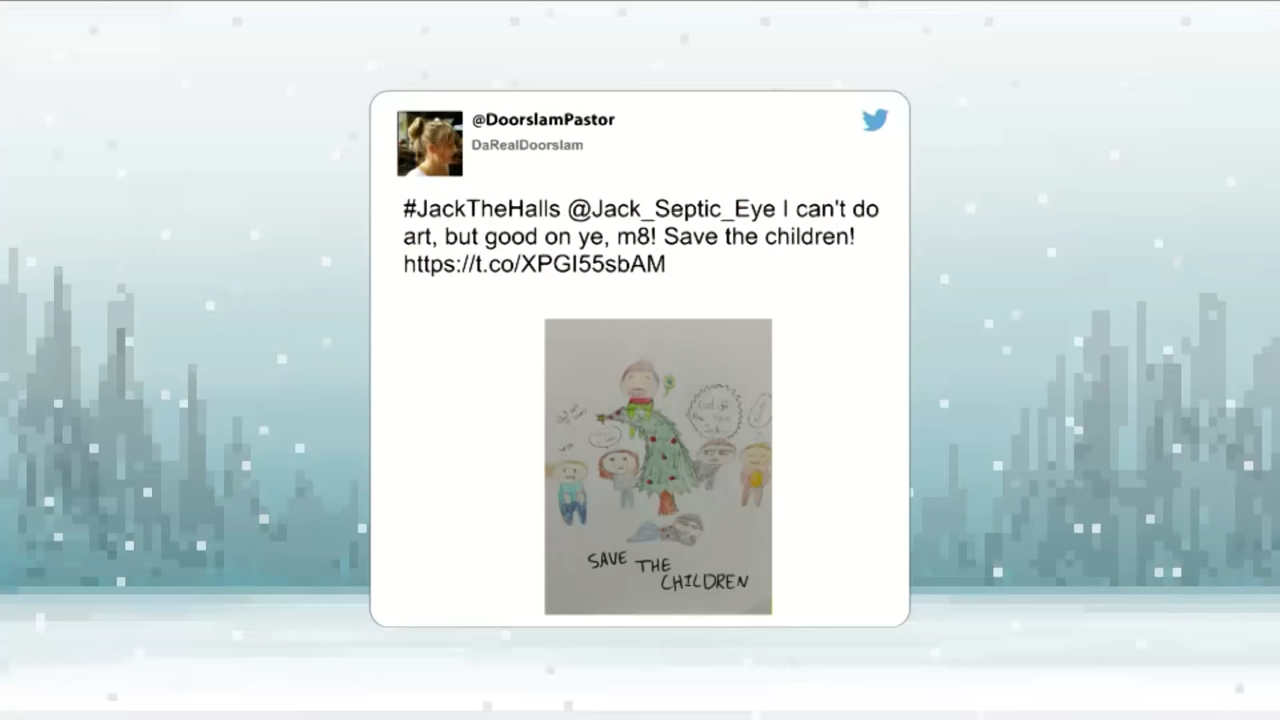 @DoorslamPastor
DaRealDoorslam
#JackTheHalls @Jack_Septic_Eye I can't do
art, but good on ye, m8! Save the children!
https://t.co/XPGI55sbAM
SAVE THE
CHILDREN